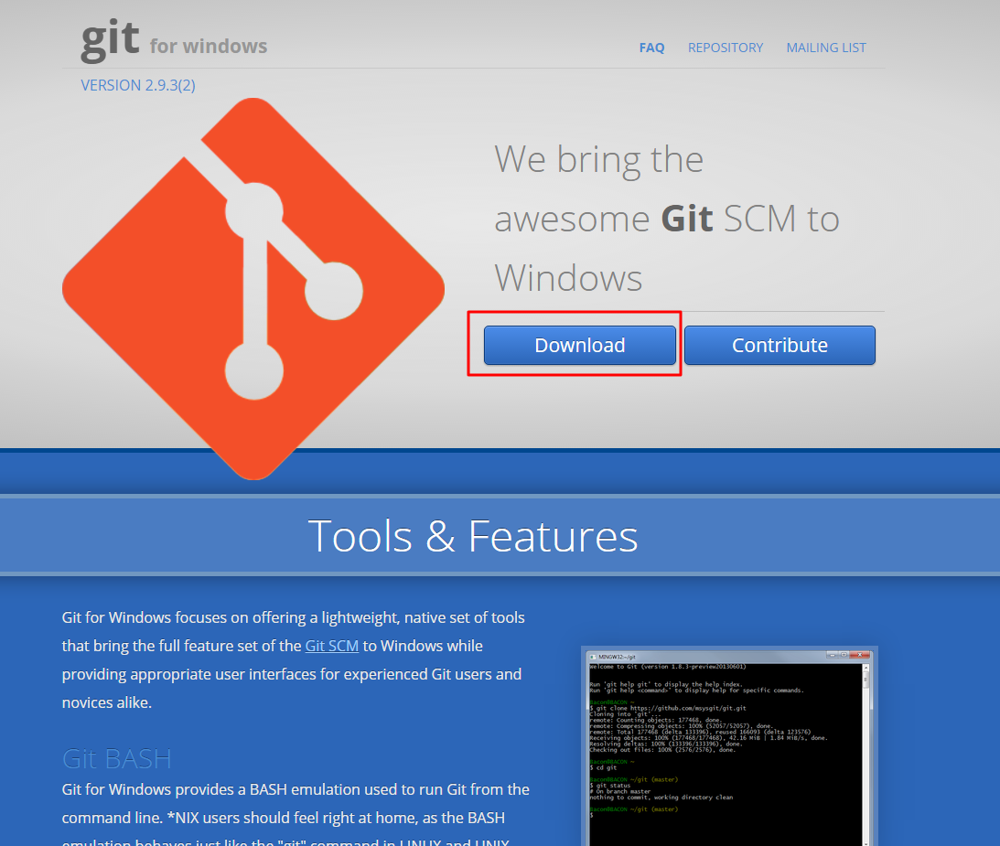 git for windows
FAQ REPOSITORY MAILING LIST
VERSION 2.9.3(2)
We bring the
awesome Git SCM to
Windows
Download Contribute
Tools & Features
Git for Windows focuses on offering a lightweight, native set of tools
that bring the full feature set of the Git SCM to Windows while
providing appropriate user interfaces for experienced Git users and
novices alike.
Git BASH
Git for Windows provides a BASH emulation used to run Git from the
command line. *NIX users should feel right at home, as the BASH
emulation behaves just like the "git" command in LINUX and UNIX
MINGW32:~/git
Welcome to Git (version 1.8.3-preview20130601)
Run 'git help git' to display the help index.
Run 'git help <command>' to display help for specific commands.
Bacon@BACON ~
$ git clone https://github.com/msysgit/git.git
Cloning into 'git'...
remote: Counting objects: 177468, done.
remote: Compressing objects: 100% (52057/52057), done.
remote: Total 177468 (delta 133396), reused 166093 (delta 123576)
Receiving objects: 100% (177468/177468), 42.16 MiB | 1.84 MiB/s, done.
Resolving deltas: 100% (133396/133396), done.
Checking out files: 100% (2576/2576), done.
Bacon@BACON ~
$ cd git
Bacon@BACON ~/git (master)
$ git status
# On branch master
nothing to commit, working directory clean
Bacon@BACON ~/git (master)
$